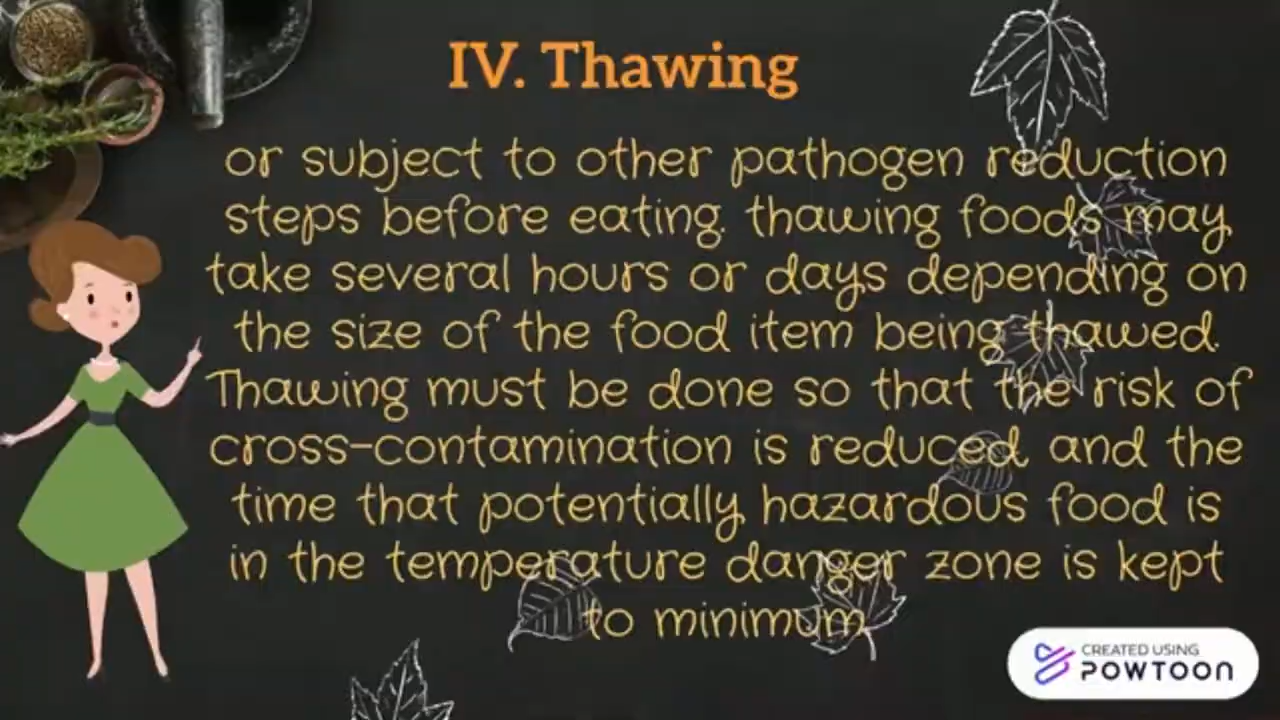 IV. Thawing
or subject to other pathogen reduction
steps before eating. thawing foods may
take several hours or days depending on
the size of the food item being thawed.
Thawing must be done so that the risk of
cross-contamination is reduced, and the
time that potentially hazardous food is
in the temperature danger zone is kept
to minimum.
CREATED USING
POWTOON